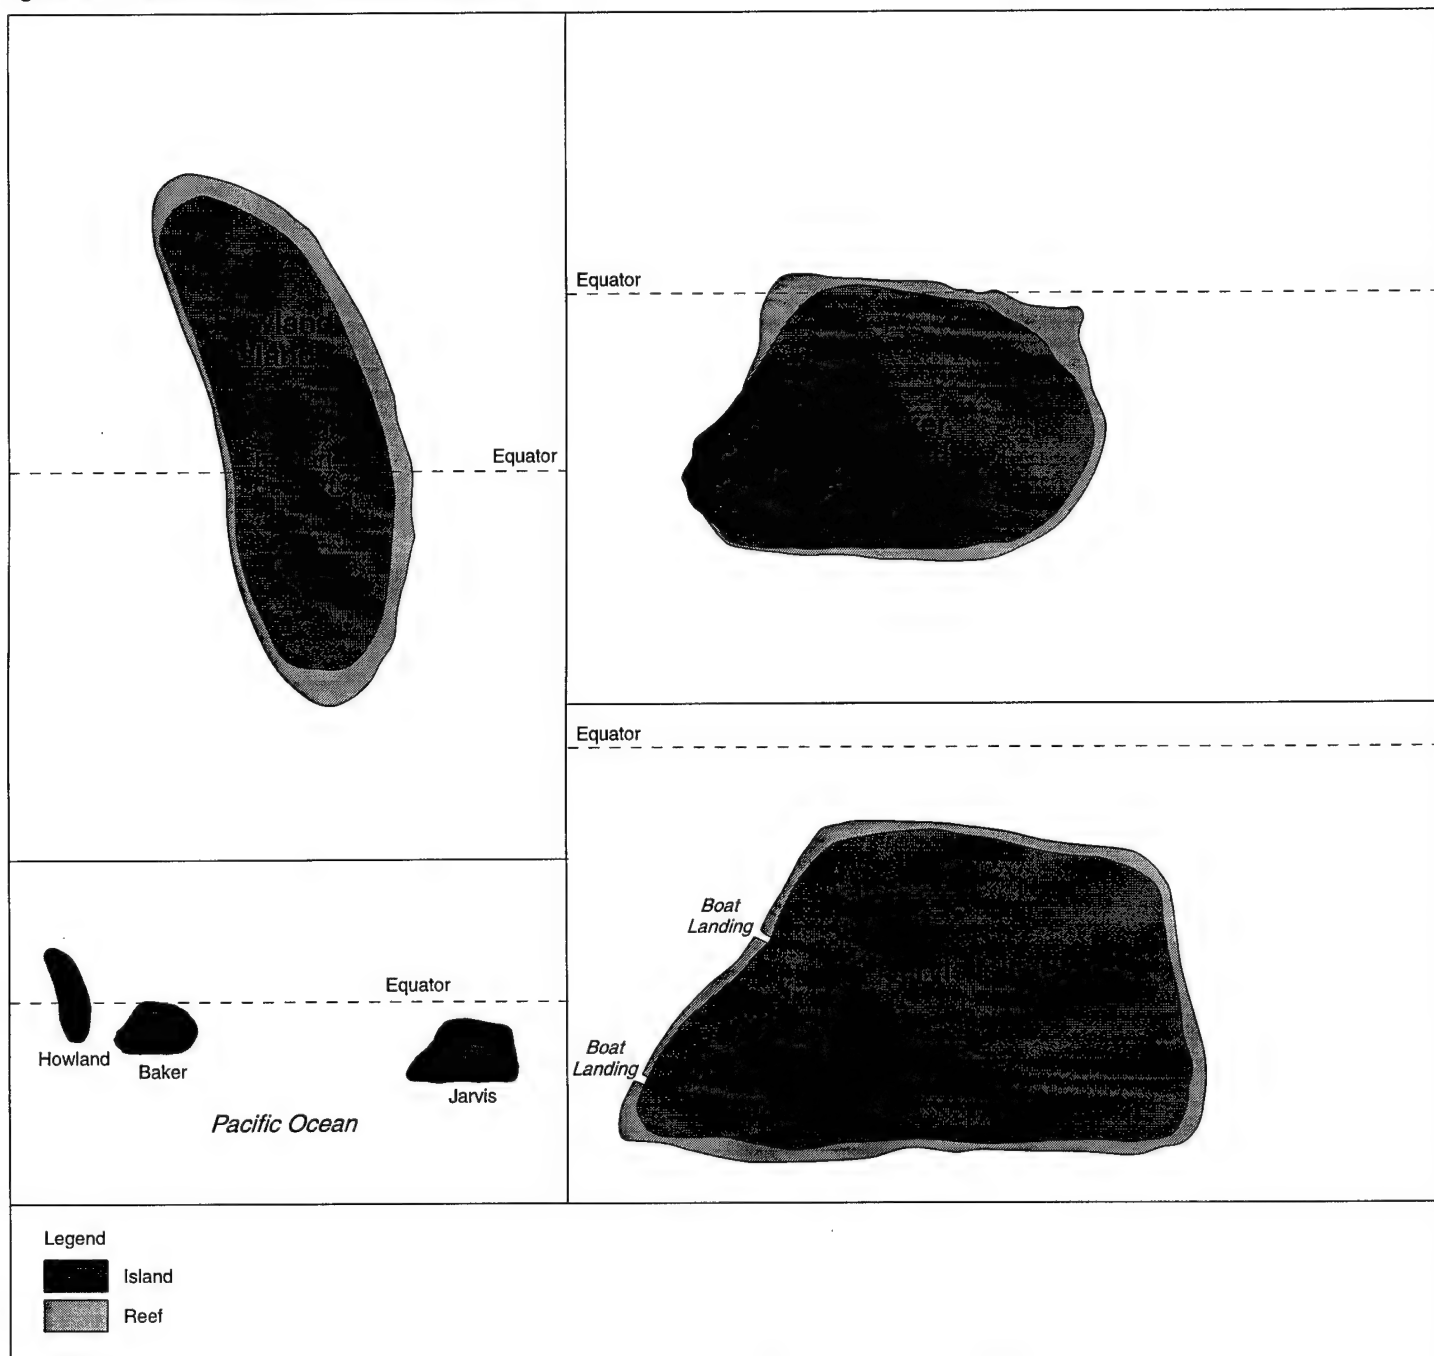 Equator
Equator
Equator
Boat
Landing
Boat
Landing
Equator
Howland
Baker
Jarvis
Pacific Ocean
Legend
Island
Reef